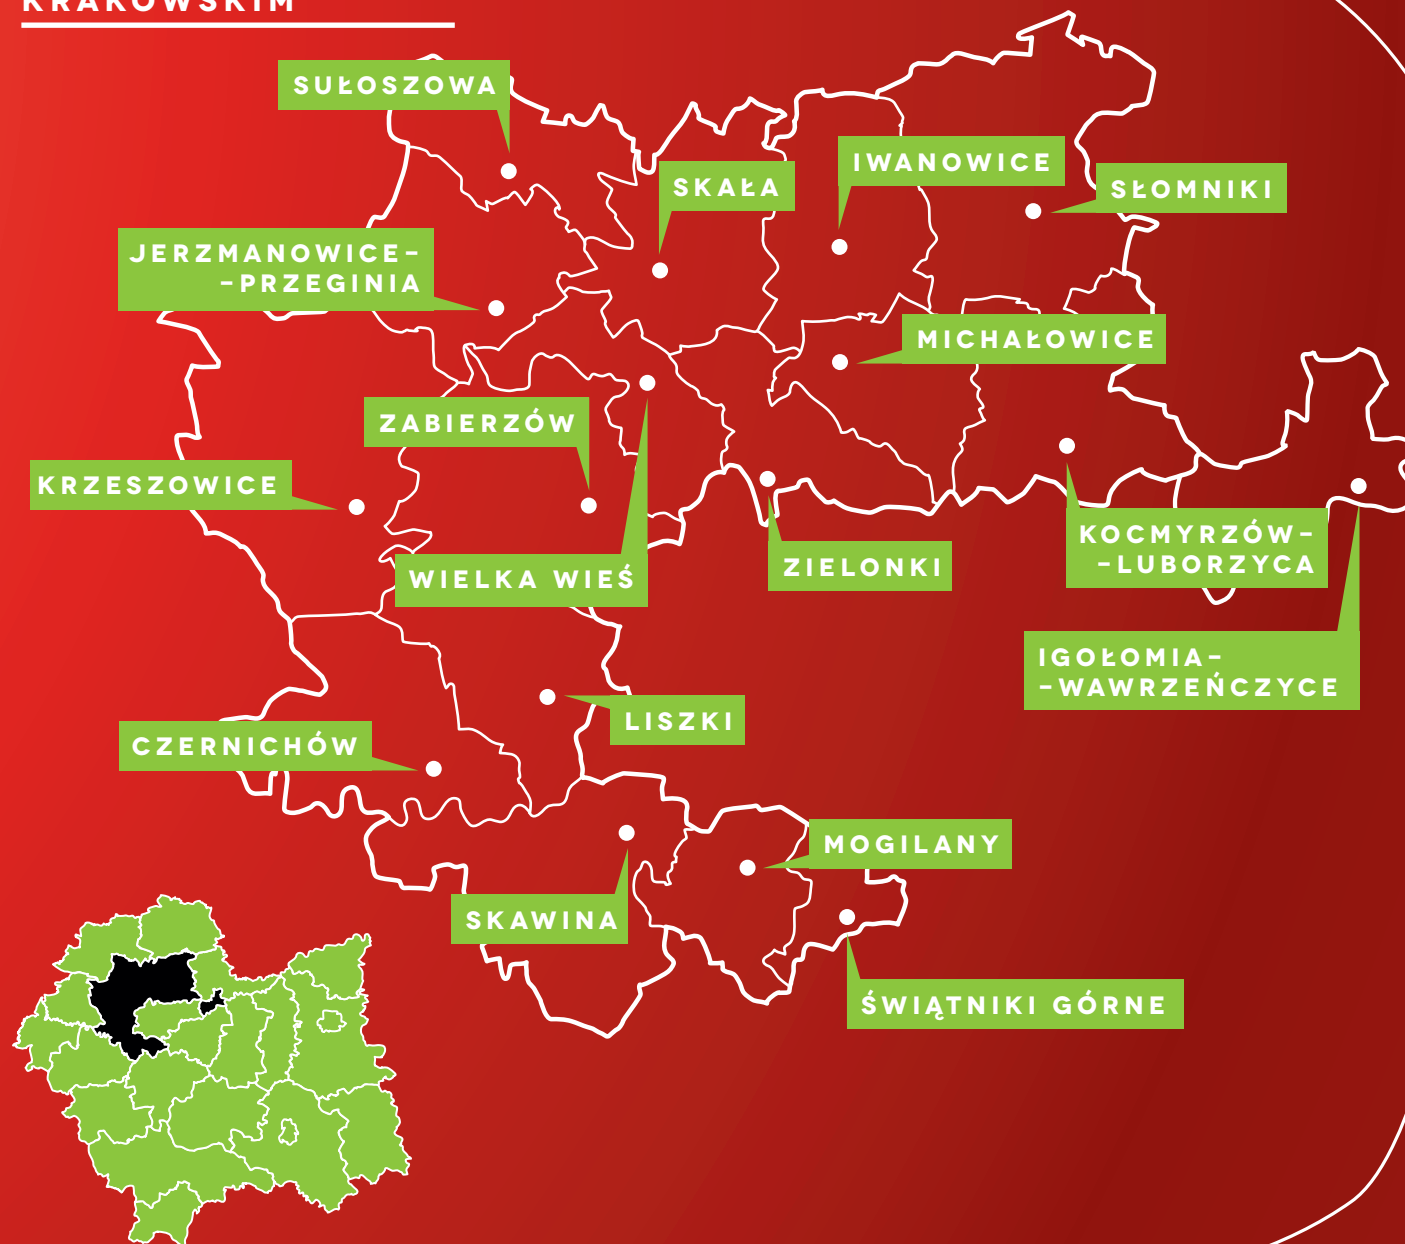 KRAKOWSKIM
SUŁOSZOWA
IWANOWICE
SKAŁA
SŁOMNIKI
JERZMANOWICE-
-PRZEGINIA
MICHAŁOWICE
ZABIERZÓW
KRZESZOWICE
KOCMYRZÓW-
-LUBORZYCA
WIELKA WIEŚ
ZIELONKI
IGOŁOMIA-
-WAWRZEŃCZYCE
LISZKI
CZERNICHÓW
MOGILANY
SKAWINA
ŚWIĄTNIKI GÓRNE